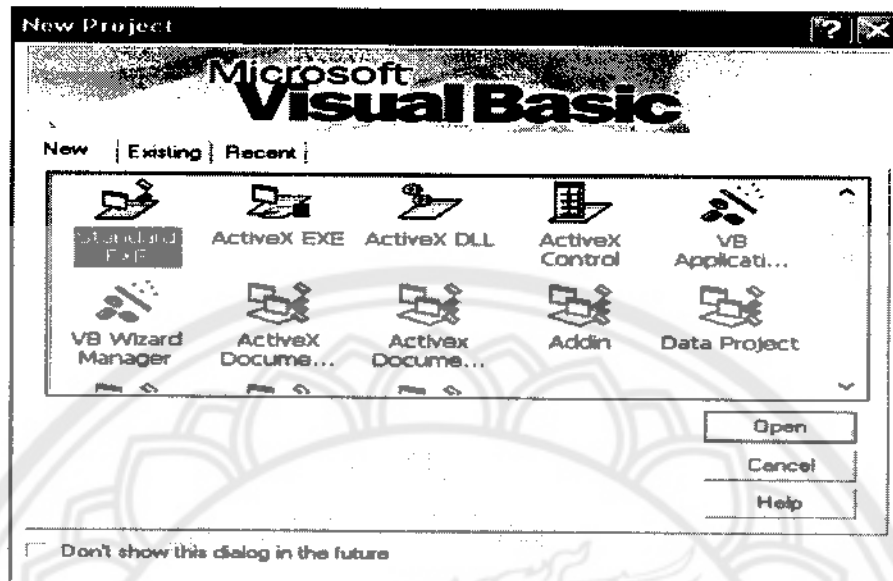 New Project
Microsoft
Visual Basic
New Existing Recent
Standard EXE
ActiveX EXE
ActiveX DLL
ActiveX Control
VB Applicati...
VB Wizard Manager
ActiveX Docume...
Activex Docume...
Addin
Data Project
Open
Cancel
Help
Don't show this dialog in the future